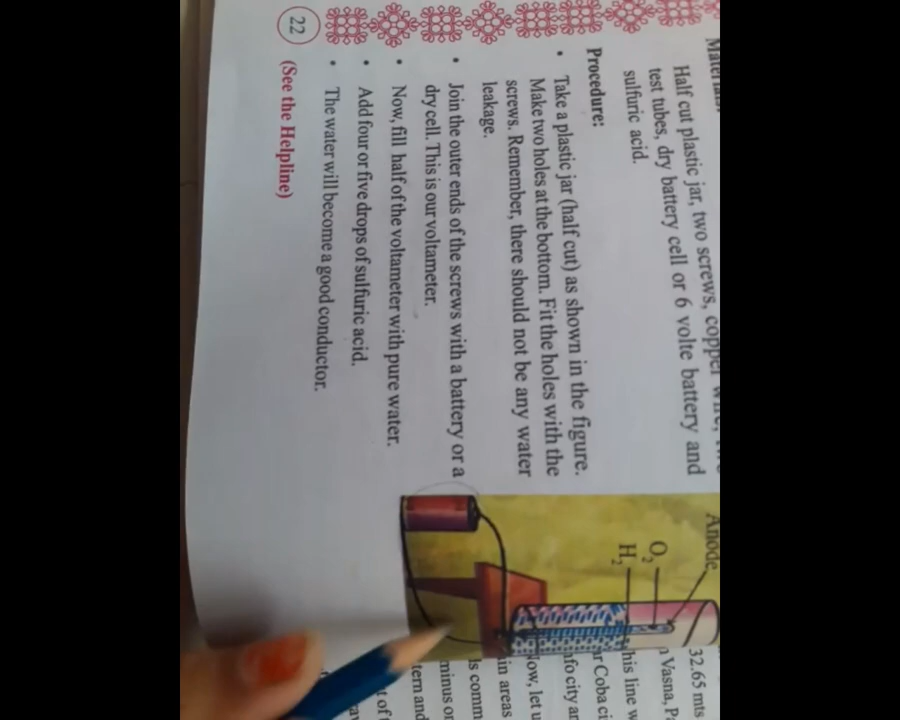 Half cut plastic jar, two screws, copper
test tubes, dry battery cell or 6 volte battery and
sulfuric acid.
Procedure:
• Take a plastic jar (half cut) as shown in the figure.
Make two holes at the bottom. Fit the holes with the
screws. Remember, there should not be any water
leakage.
• Join the outer ends of the screws with a battery or a
dry cell. This is our voltameter.
• Now, fill half of the voltameter with pure water.
• Add four or five drops of sulfuric acid.
• The water will become a good conductor.
22 (See the Helpline)
Anode
O₂
H₂
32.65 mts
Vasna,
his line
Coba
city
in areas